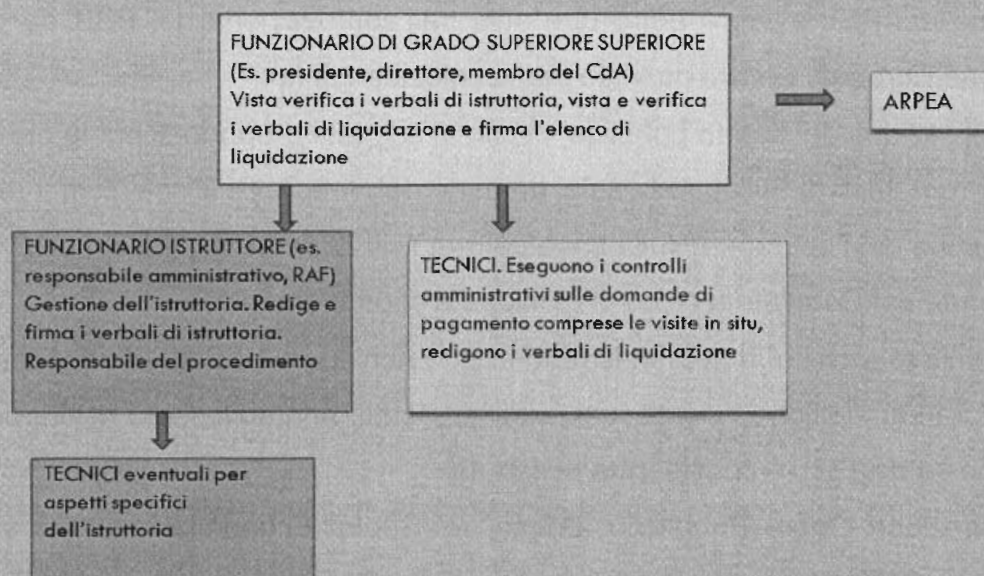 FUNZIONARIO DI GRADO SUPERIORE SUPERIORE
(Es. presidente, direttore, membro del CdA)
Vista verifica i verbali di istruttoria, vista e verifica
i verbali di liquidazione e firma l'elenco di
liquidazione
ARPEA
FUNZIONARIO ISTRUTTORE (es.
responsabile amministrativo, RAF)
Gestione dell'istruttoria. Redige e
firma i verbali di istruttoria.
Responsabile del procedimento
TECNICI. Eseguono i controlli
amministrativi sulle domande di
pagamento comprese le visite in situ,
redigono i verbali di liquidazione
TECNICI eventuali per
aspetti specifici
dell'istruttoria